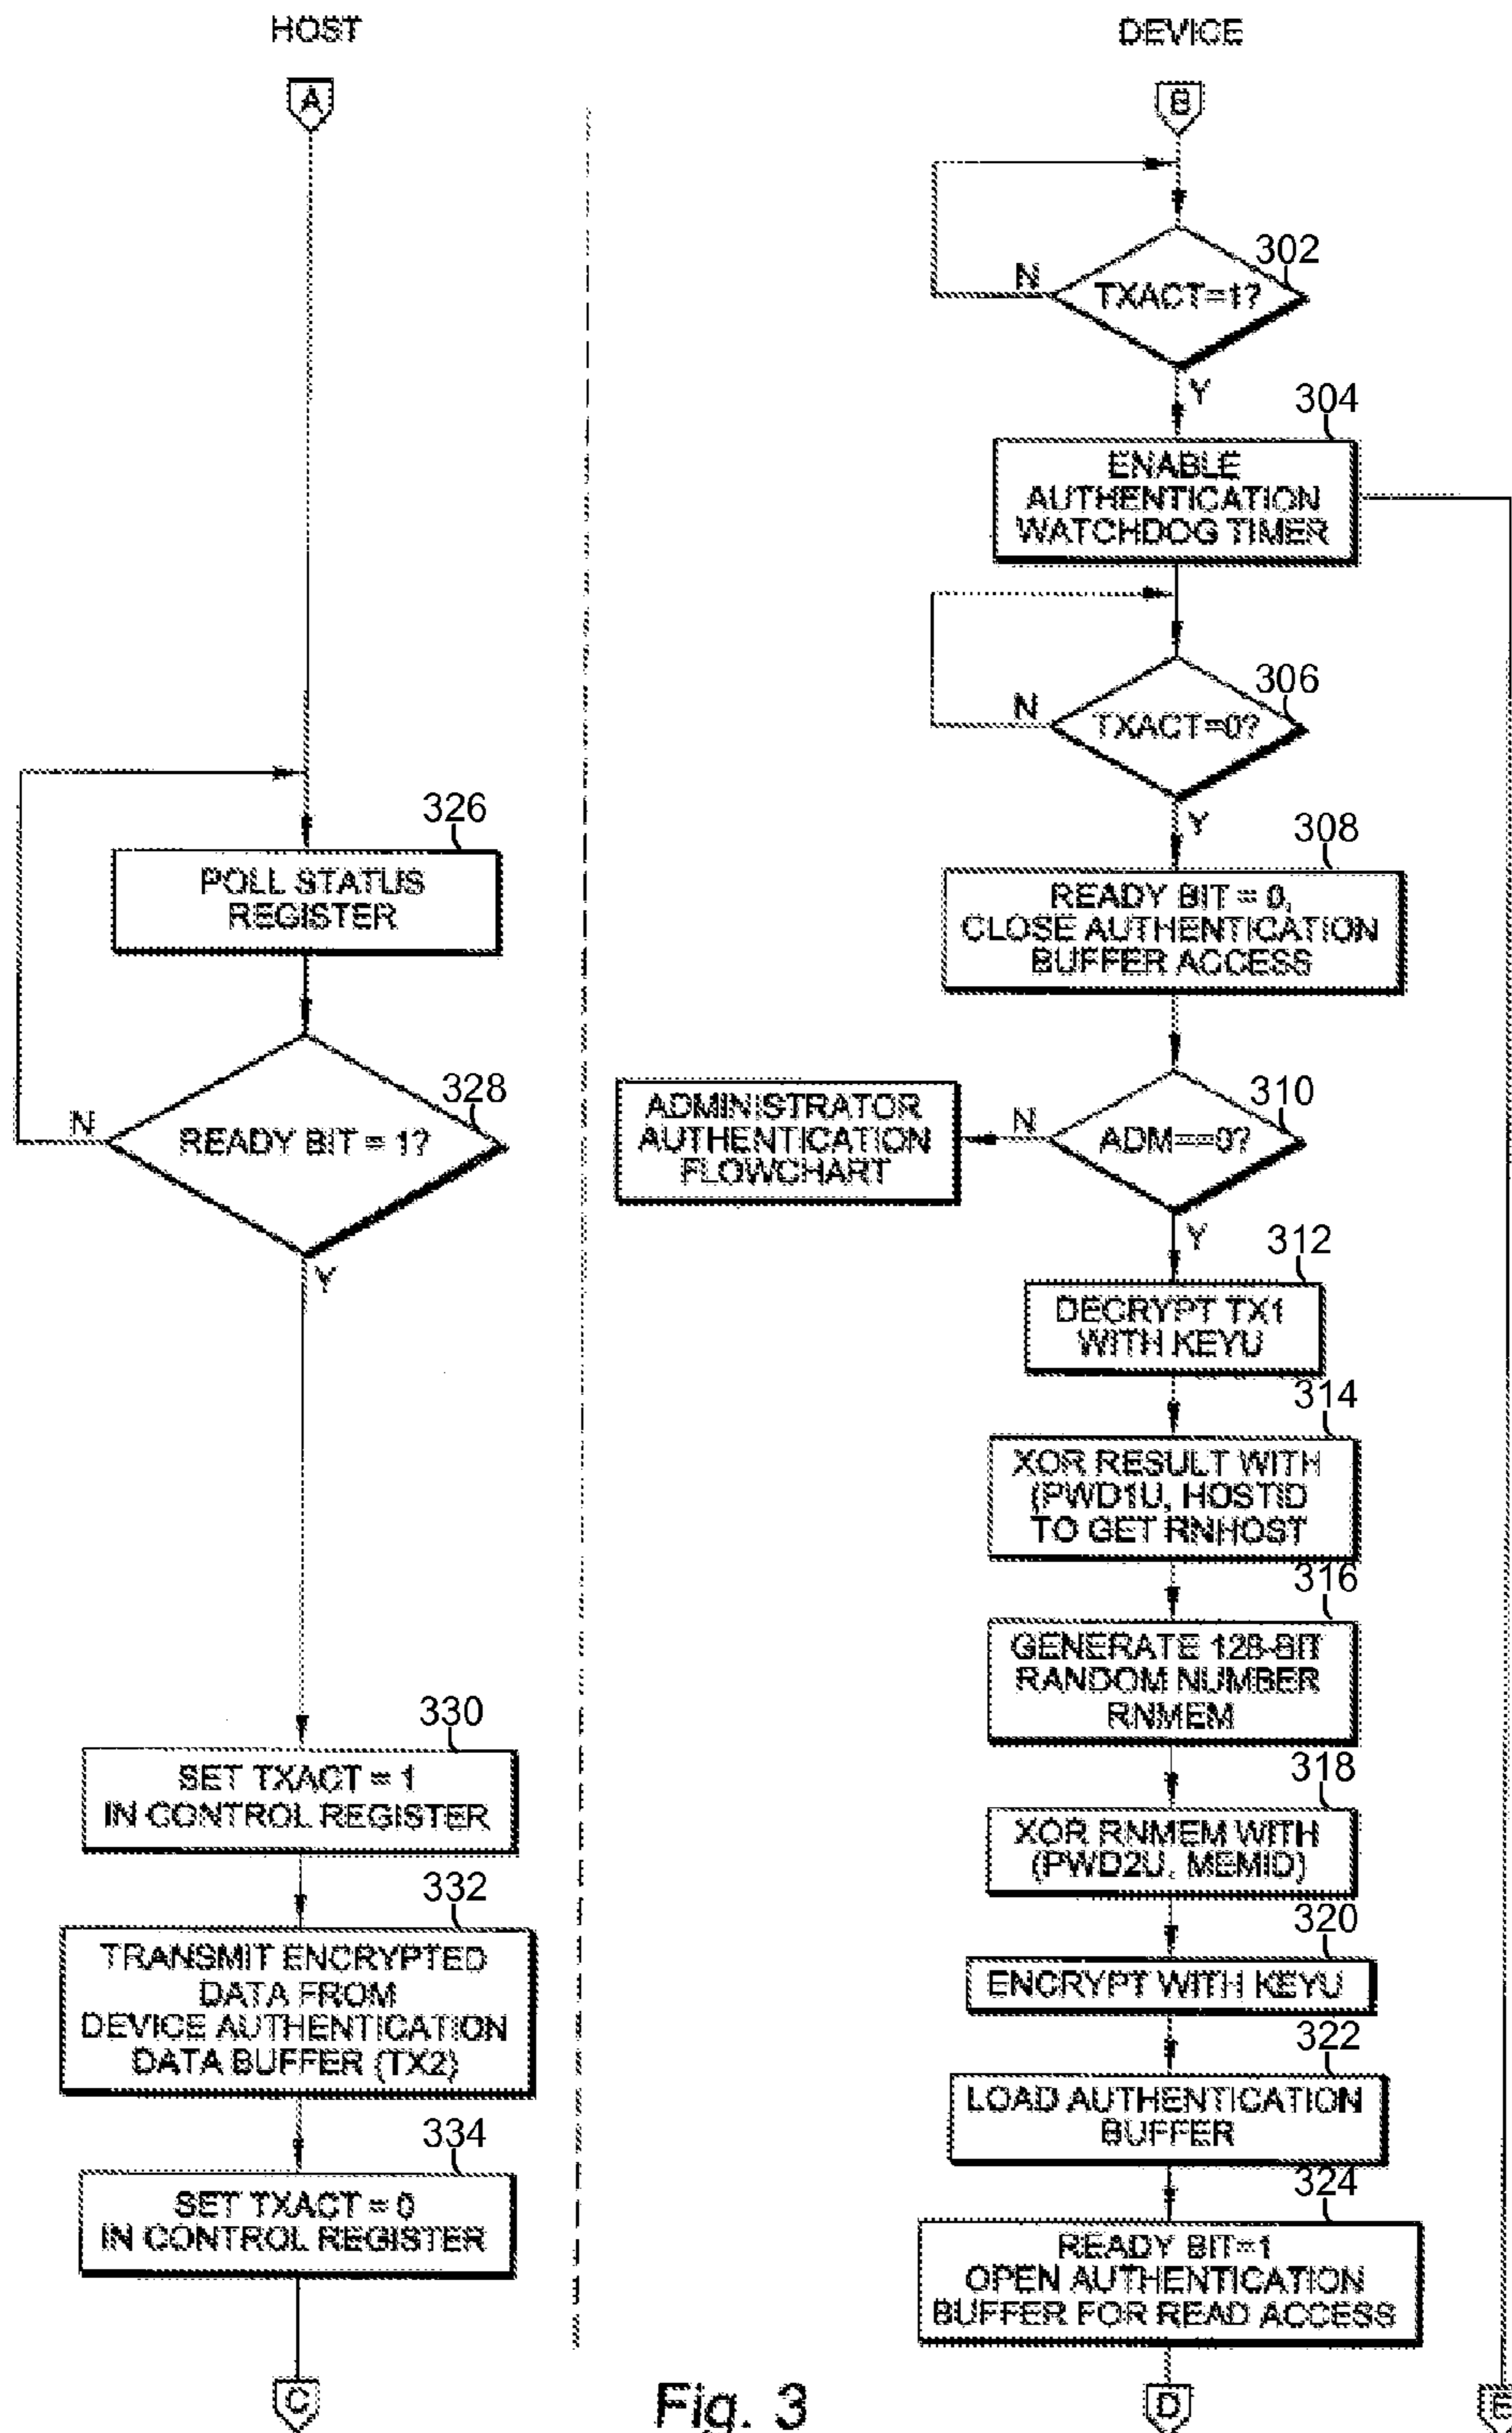 HOST
A
326
POLL STATUS
REGISTER
328
READY BIT = 1?
N
Y
330
SET TXACT = 1
IN CONTROL REGISTER
332
TRANSMIT ENCRYPTED
DATA FROM
DEVICE AUTHENTICATION
DATA BUFFER (TX2)
334
SET TXACT = 0
IN CONTROL REGISTER
C
DEVICE
B
302
TXACT=1?
N
Y
304
ENABLE
AUTHENTICATION
WATCHDOG TIMER
306
TXACT=0?
N
Y
308
READY BIT = 0,
CLOSE AUTHENTICATION
BUFFER ACCESS
310
ADM==0?
N
ADMINISTRATOR
AUTHENTICATION
FLOWCHART
Y
312
DECRYPT TX1
WITH KEYU
314
XOR RESULT WITH
(PWD1U, HOSTID
TO GET RNHOST
316
GENERATE 128-BIT
RANDOM NUMBER
RNMEM
318
XOR RNMEM WITH
(PWD2U, MEMID)
320
ENCRYPT WITH KEYU
322
LOAD AUTHENTICATION
BUFFER
324
READY BIT=1
OPEN AUTHENTICATION
BUFFER FOR READ ACCESS
D
E
Fig. 3